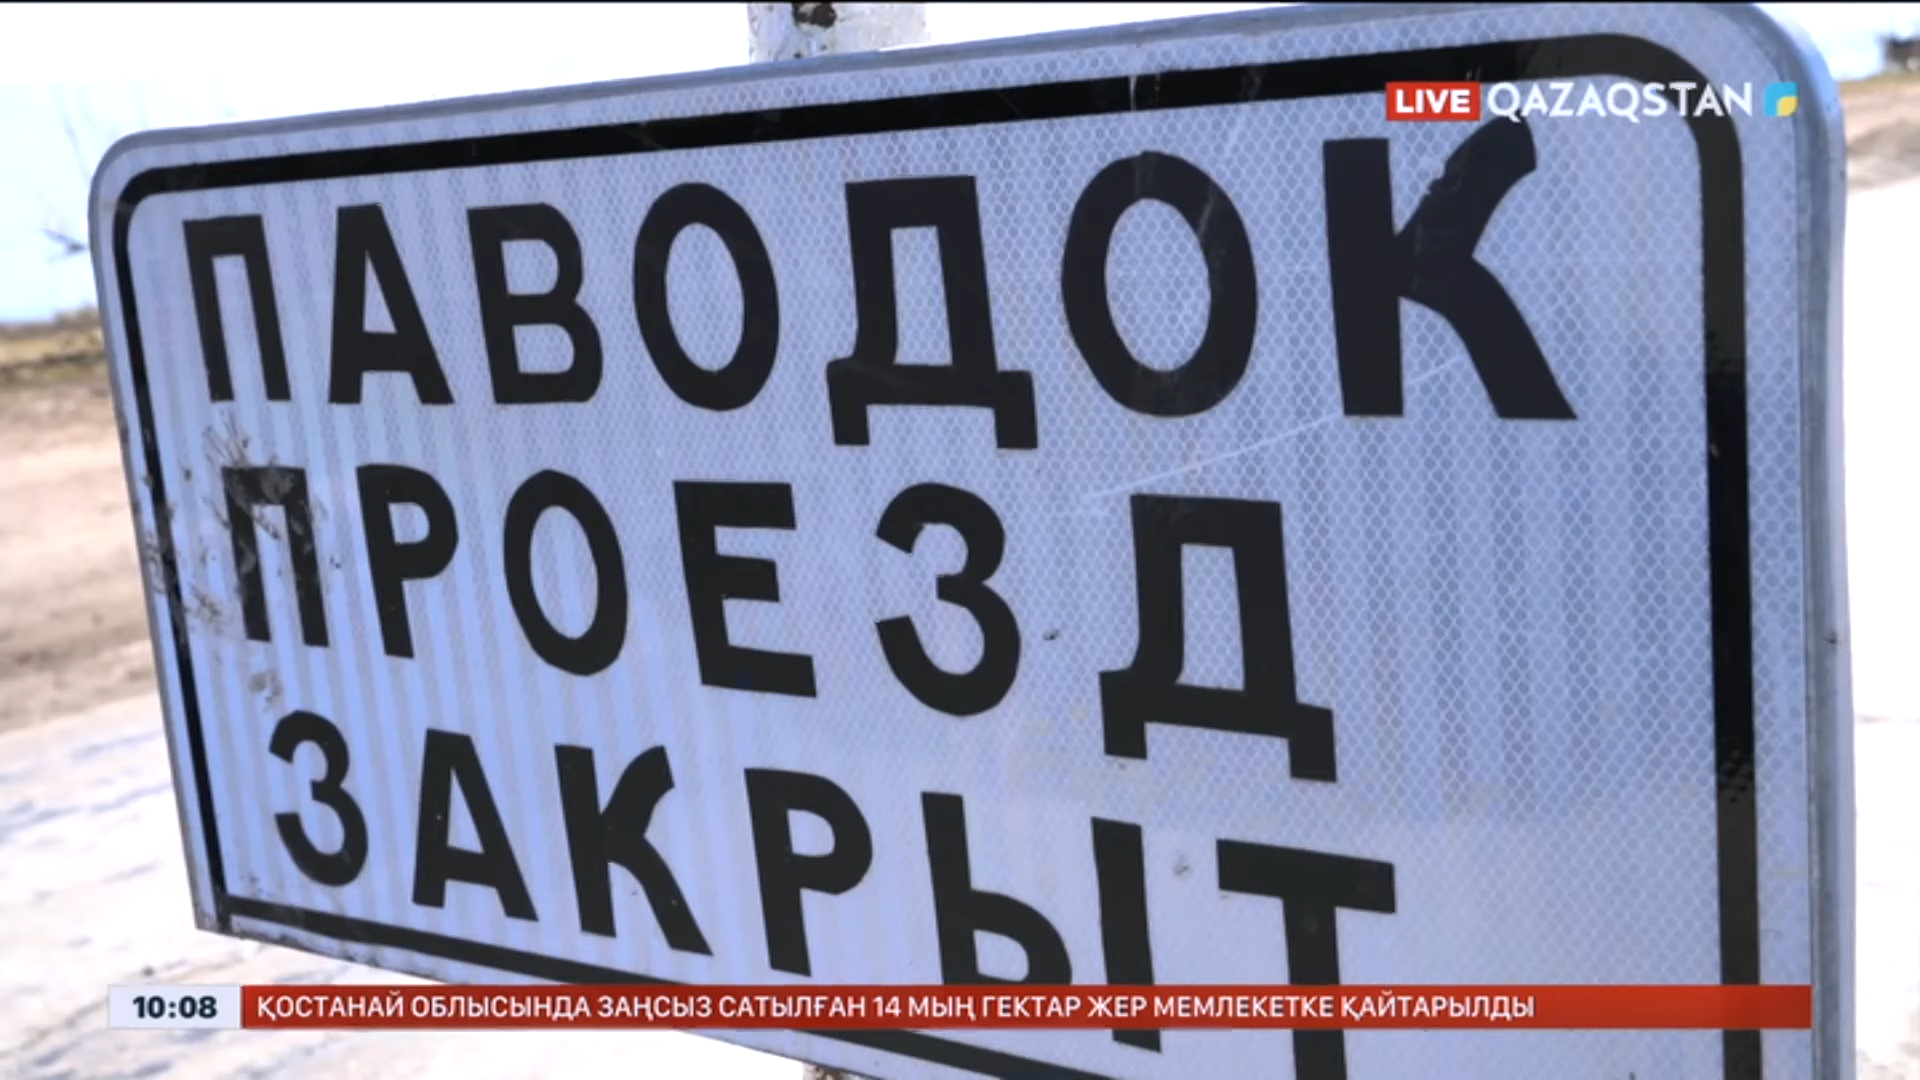 LIVE QAZAQSTAN
ПАВОДОК
ПРОЕЗД
ЗАКРЫТ
10:08 ҚОСТАНАЙ ОБЛЫСЫНДА ЗАҢСЫЗ САТЫЛҒАН 14 МЫҢ ГЕКТАР ЖЕР МЕМЛЕКЕТКЕ ҚАЙТАРЫЛДЫ